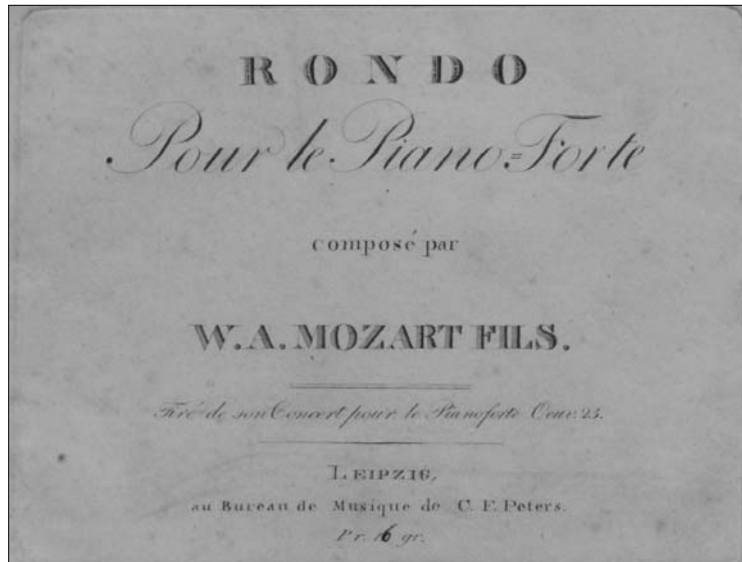 RONDO
Pour le Piano=Forte
composé par
W. A. MOZART FILS.
Tiré de son Concert pour le Pianoforte Oeuv. 25.
LEIPZIG,
au Bureau de Musique de C. F. Peters.
Pr. 16 gr.